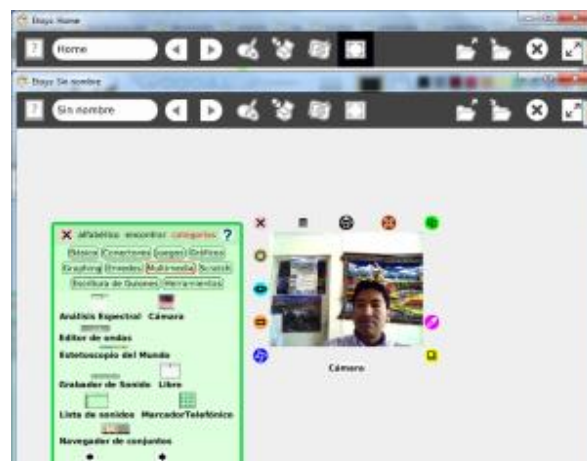 Etoys Home
Home
Etoys Sin nombre
Sin nombre
alfabético encontrar categorías ?
Básico Conectores Juegos Gráficos
Graphing Multimedia Scratch
Escritura de Guiones Herramientas
Análisis Espectral Cámara
Editor de ondas
Estetoscopio del Mundo
Grabador de Sonido Libro
Lista de sonidos MarcadorTelefónico
Navegador de conjuntos
Cámara